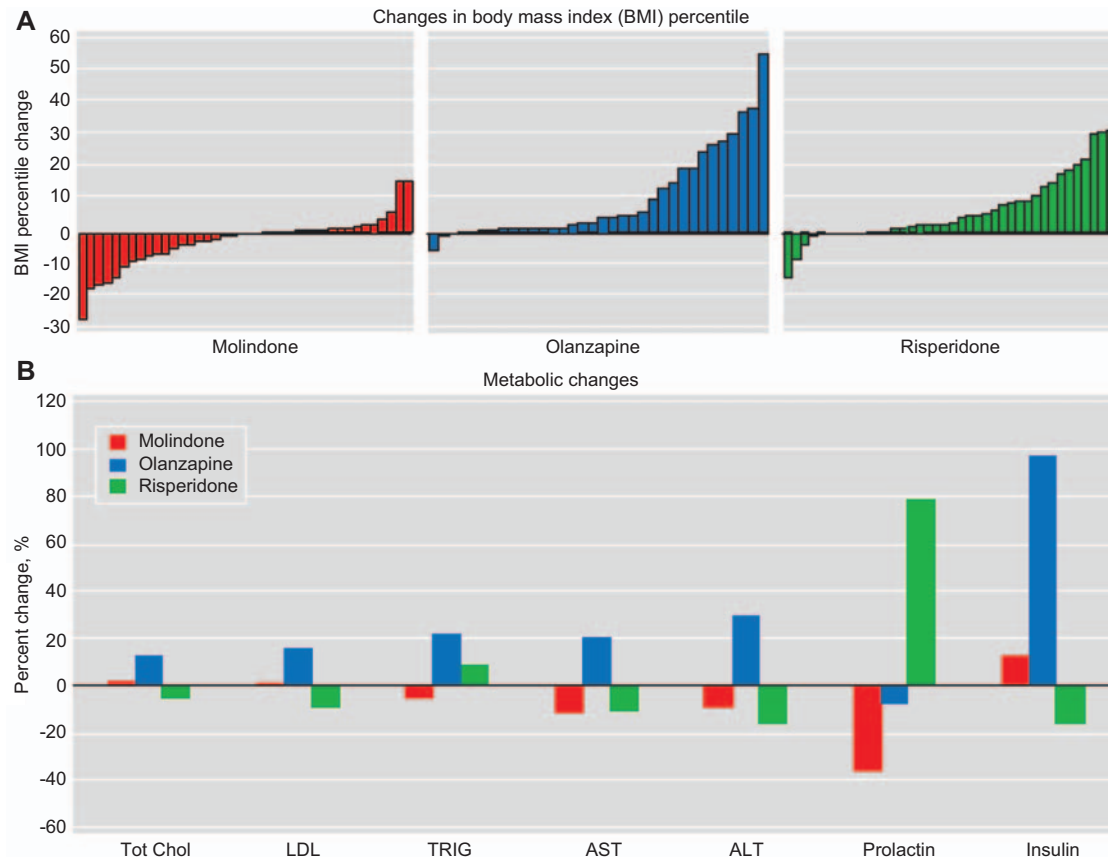 A
Changes in body mass index (BMI) percentile
BMI percentile change
60
50
40
30
20
10
0
-10
-20
-30
Molindone
Olanzapine
Risperidone
B
Metabolic changes
Percent change, %
120
100
80
60
40
20
0
-20
-40
-60
Molindone
Olanzapine
Risperidone
Tot Chol
LDL
TRIG
AST
ALT
Prolactin
Insulin